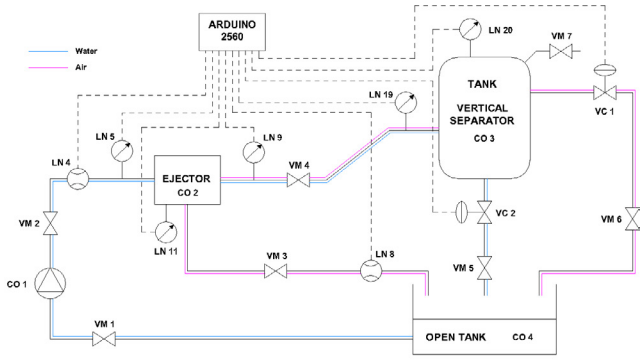 ARDUINO
2560
LN 20
VM 7
Water
Air
TANK
VERTICAL
SEPARATOR
CO 3
VC 1
LN 19
LN 5
LN 9
LN 4
VM 4
EJECTOR
CO 2
VM 2
VC 2
VM 6
LN 11
VM 3
LN 8
VM 5
CO 1
VM 1
OPEN TANK CO 4